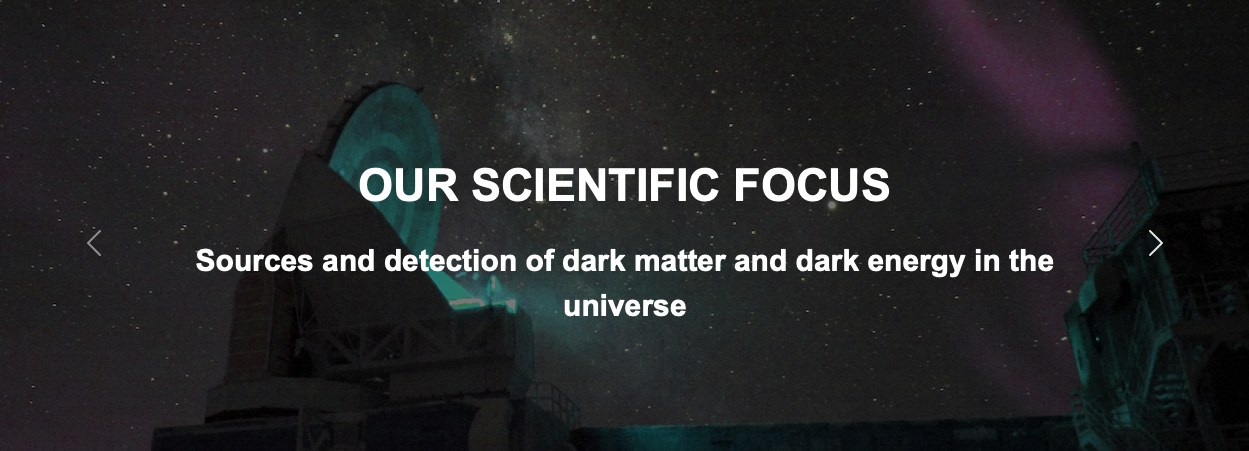 OUR SCIENTIFIC FOCUS
Sources and detection of dark matter and dark energy in the
universe